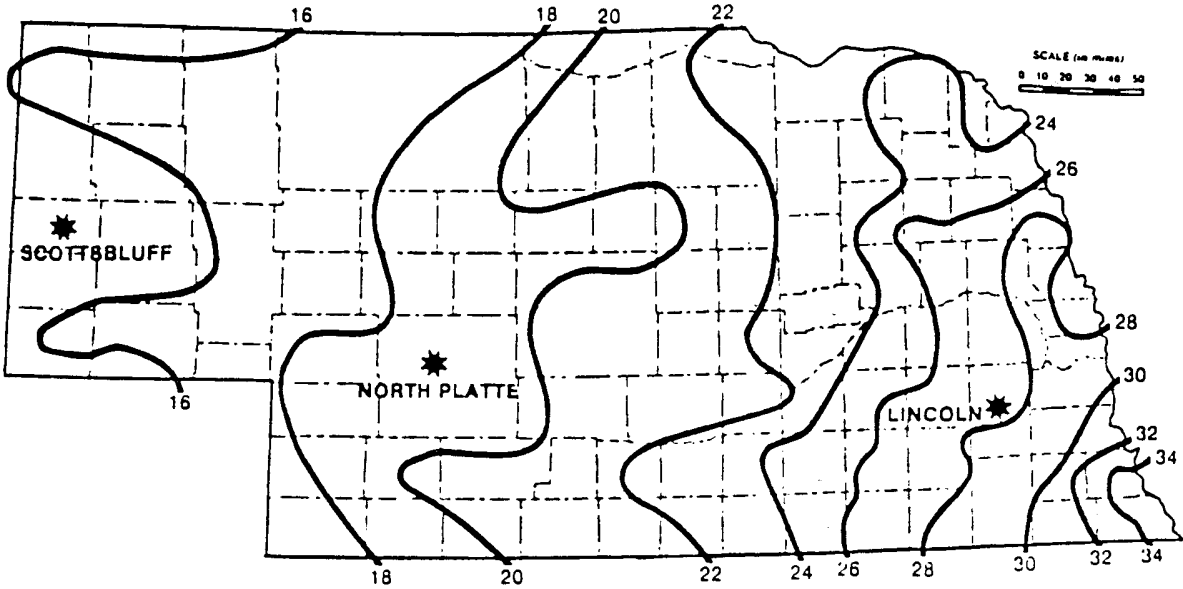 16 18 20 22
SCALE (in miles)
0 10 20 30 40 50
24
26
SCOTTSBLUFF
28
NORTH PLATTE
30
16
LINCOLN
32
34
18 20 22 24 26 28 30 32 34